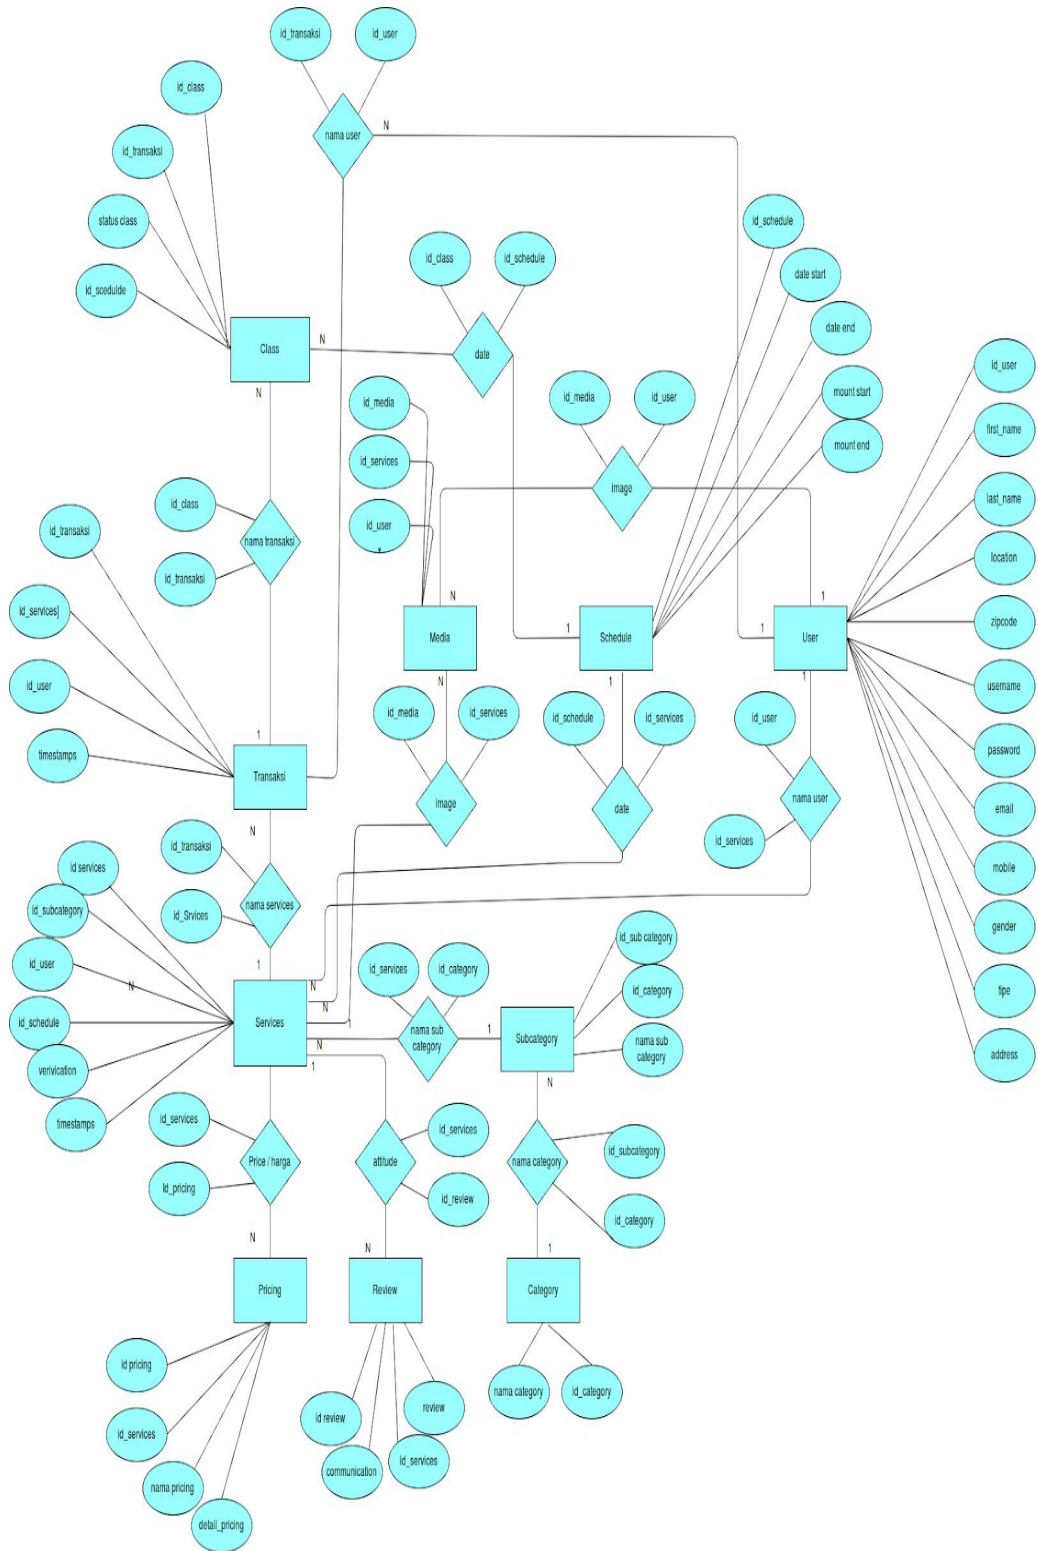 id_transaksi
id_user
id_class
nama user
N
id_transaksi
status class
id_scedulde
id_schedule
id_class
id_schedule
date start
date end
Class
N
date
N
id_media
id_services
id_user
id_media
id_user
mount start
mount end
image
id_user
first_name
last_name
location
zipcode
username
password
email
mobile
gender
tipe
address
id_class
nama transaksi
id_transaksi
id_transaksi
id_services]
id_user
timestamps
N
Media
N
1
Schedule
1
1
1
User
1
id_media
id_services
image
id_schedule
id_services
date
id_user
nama user
id_services
1
Transaksi
N
id_transaksi
nama services
id_Srvices
1
id services
id_subcategory
id_user
N
id_schedule
verivication
timestamps
Services
N
N
1
N
1
id_services
id_category
nama sub
category
1
Subcategory
N
id_sub category
id_category
nama sub
category
id_services
Price / harga
Id_pricing
N
attitude
id_services
id_review
N
nama category
id_subcategory
id_category
1
Pricing
Review
Category
id pricing
id_services
nama pricing
detail_pricing
id review
communication
id_services
review
nama category
id_category